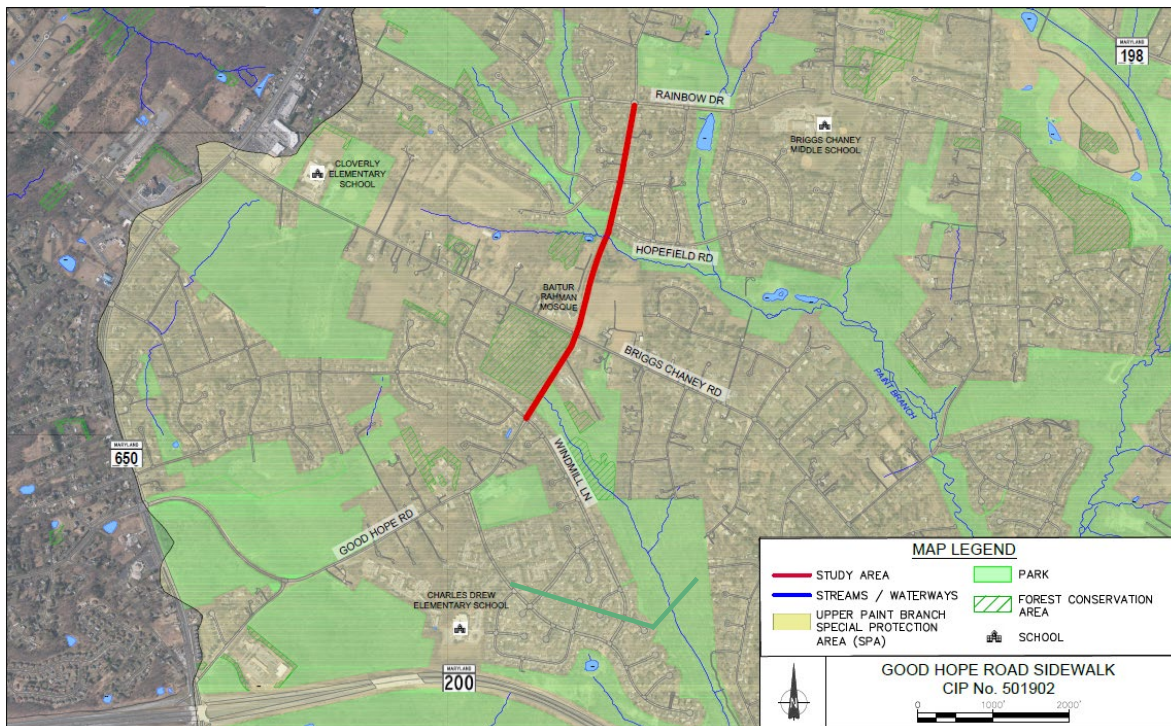 MARYLAND
198
RAINBOW DR
BRIGGS CHANEY
MIDDLE SCHOOL
CLOVERLY
ELEMENTARY
SCHOOL
HOPEFIELD RD
BAITUR
RAHMAN
MOSQUE
BRIGGS CHANEY RD
PAINT BRANCH
MARYLAND
650
WINDMILL LN
GOOD HOPE RD
CHARLES DREW
ELEMENTARY SCHOOL
MARYLAND
200
MAP LEGEND
STUDY AREA
STREAMS / WATERWAYS
UPPER PAINT BRANCH
SPECIAL PROTECTION
AREA (SPA)
PARK
FOREST CONSERVATION
AREA
SCHOOL
N
GOOD HOPE ROAD SIDEWALK
CIP No. 501902
0 1000' 2000'